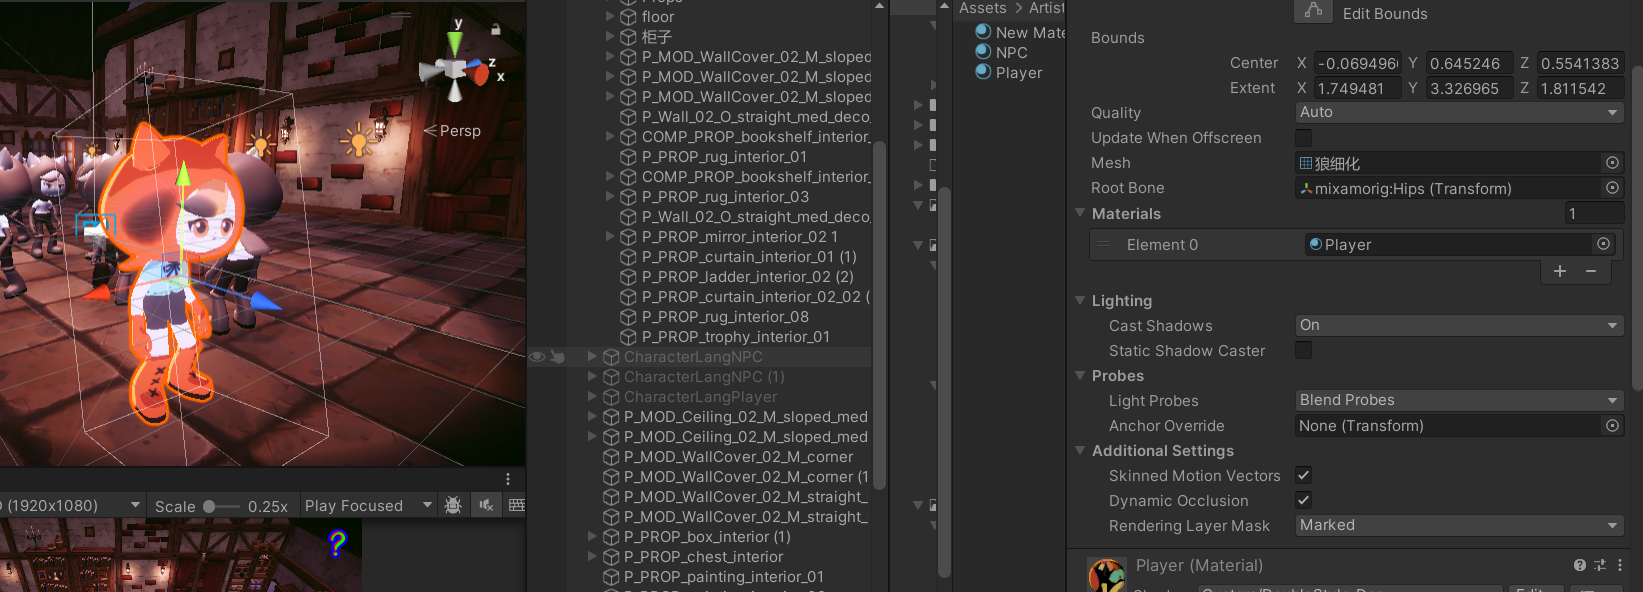 y
z
x
Persp
(1920x1080)
Scale
0.25x
Play Focused
?
floor
柜子
P_MOD_WallCover_02_M_sloped
P_MOD_WallCover_02_M_sloped
P_MOD_WallCover_02_M_sloped
P_Wall_02_O_straight_med_deco_
COMP_PROP_bookshelf_interior_
P_PROP_rug_interior_01
COMP_PROP_bookshelf_interior_
P_PROP_rug_interior_03
P_Wall_02_O_straight_med_deco_
P_PROP_mirror_interior_02 1
P_PROP_curtain_interior_01 (1)
P_PROP_ladder_interior_02 (2)
P_PROP_curtain_interior_02_02 (
P_PROP_rug_interior_08
P_PROP_trophy_interior_01
CharacterLangNPC
CharacterLangNPC (1)
CharacterLangPlayer
P_MOD_Ceiling_02_M_sloped_med
P_MOD_Ceiling_02_M_sloped_med
P_MOD_WallCover_02_M_corner
P_MOD_WallCover_02_M_corner (1
P_MOD_WallCover_02_M_straight_
P_MOD_WallCover_02_M_straight_
P_PROP_box_interior (1)
P_PROP_chest_interior
P_PROP_painting_interior_01
Assets > Artist
New Mate
NPC
Player
Edit Bounds
Bounds
Center X -0.069496 Y 0.645246 Z 0.5541383
Extent X 1.749481 Y 3.326965 Z 1.811542
Quality Auto
Update When Offscreen
Mesh 狼细化
Root Bone mixamorig:Hips (Transform)
Materials 1
Element 0 Player
+ −
Lighting
Cast Shadows On
Static Shadow Caster
Probes
Light Probes Blend Probes
Anchor Override None (Transform)
Additional Settings
Skinned Motion Vectors
Dynamic Occlusion
Rendering Layer Mask Marked
Player (Material)